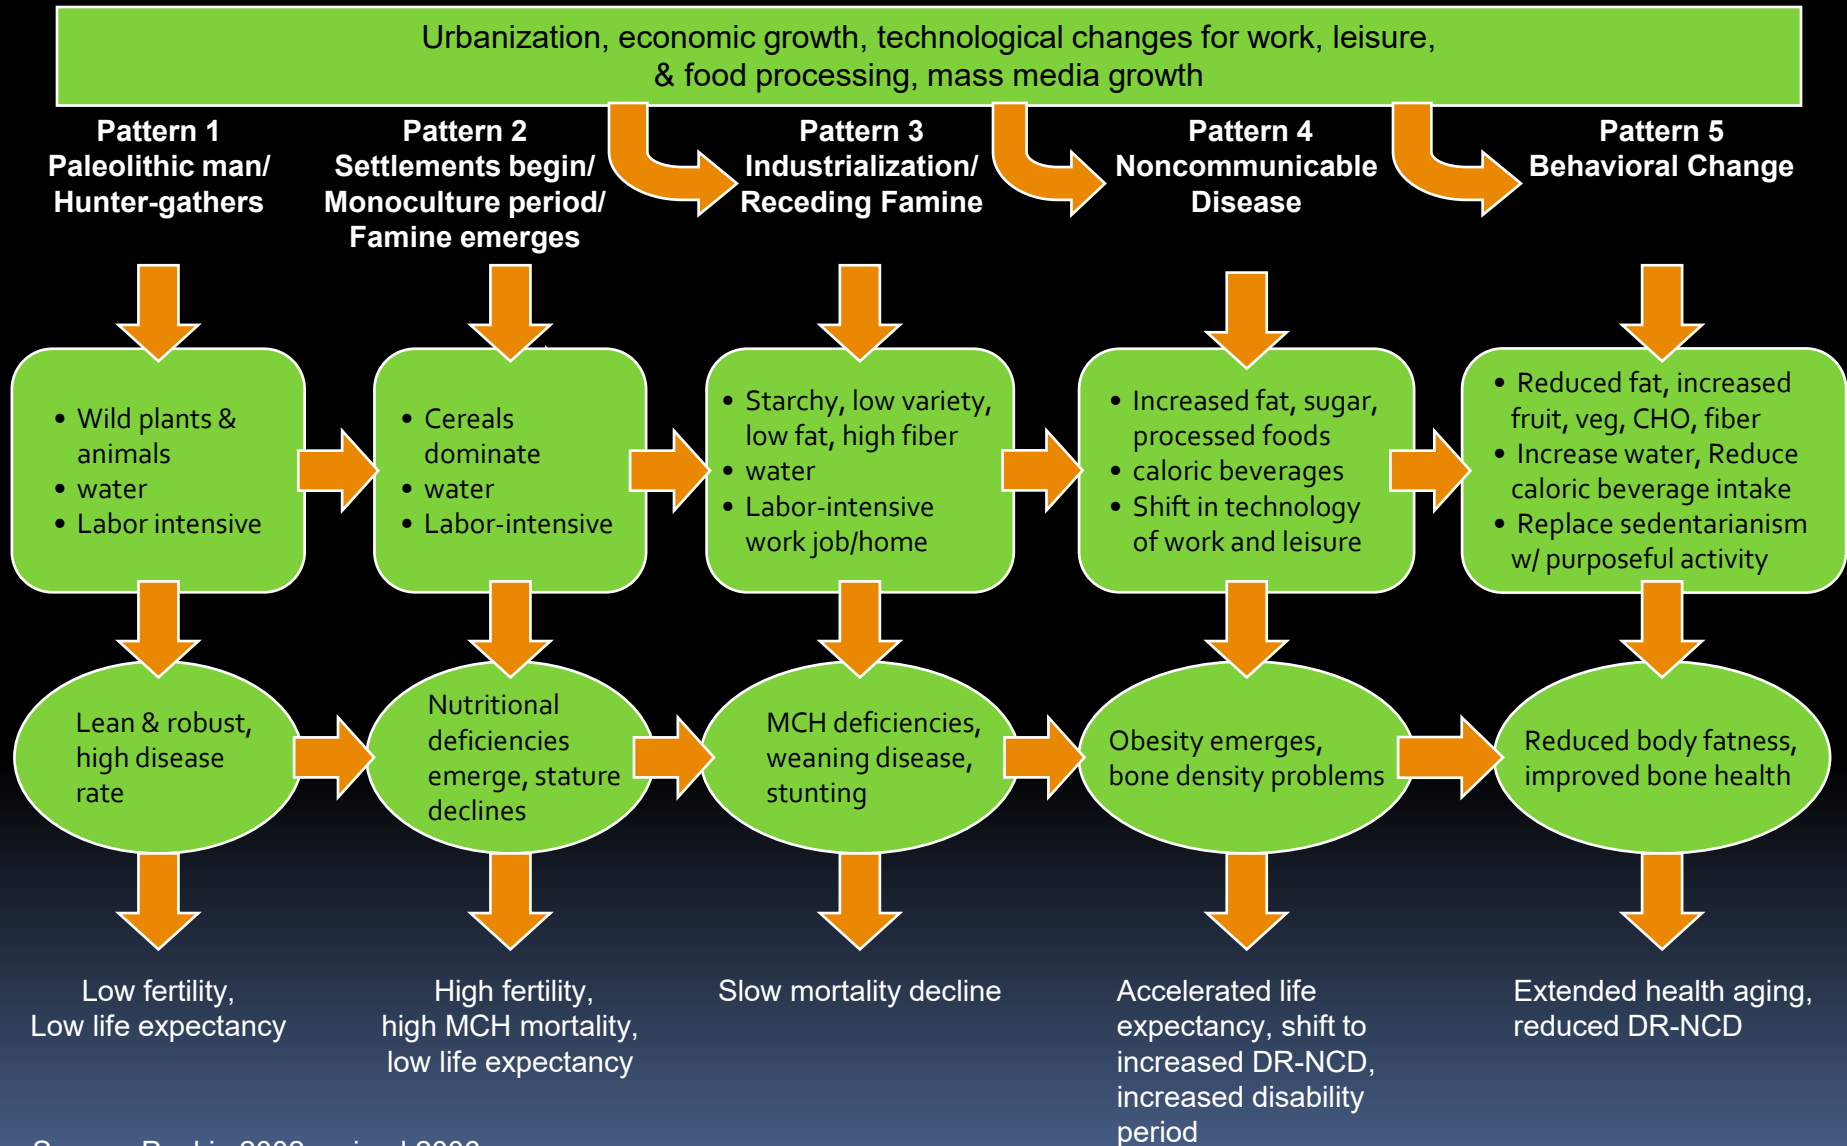 Urbanization, economic growth, technological changes for work, leisure,
& food processing, mass media growth
Pattern 1
Paleolithic man/
Hunter-gathers
Pattern 2
Settlements begin/
Monoculture period/
Famine emerges
Pattern 3
Industrialization/
Receding Famine
Pattern 4
Noncommunicable
Disease
Pattern 5
Behavioral Change
• Wild plants &
animals
• water
• Labor intensive
• Cereals
dominate
• water
• Labor-intensive
• Starchy, low variety,
low fat, high fiber
• water
• Labor-intensive
work job/home
• Increased fat, sugar,
processed foods
• caloric beverages
• Shift in technology
of work and leisure
• Reduced fat, increased
fruit, veg, CHO, fiber
• Increase water, Reduce
caloric beverage intake
• Replace sedentarianism
w/ purposeful activity
Lean & robust,
high disease
rate
Nutritional
deficiencies
emerge, stature
declines
MCH deficiencies,
weaning disease,
stunting
Obesity emerges,
bone density problems
Reduced body fatness,
improved bone health
Low fertility,
Low life expectancy
High fertility,
high MCH mortality,
low life expectancy
Slow mortality decline
Accelerated life
expectancy, shift to
increased DR-NCD,
increased disability
period
Extended health aging,
reduced DR-NCD